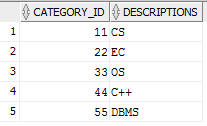 CATEGORY_ID DESCRIPTIONS
1 11 CS
2 22 EC
3 33 OS
4 44 C++
5 55 DBMS